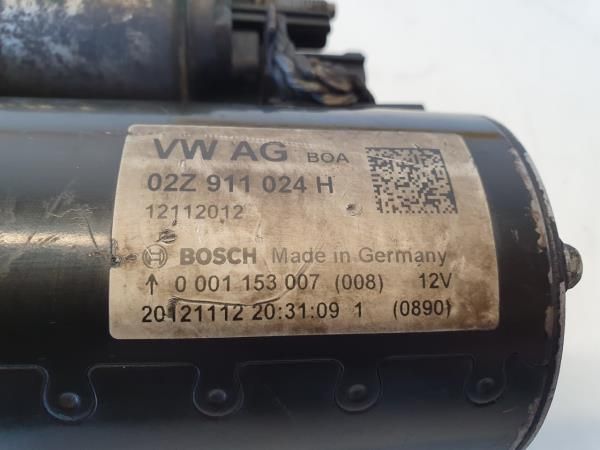 VW AG BOA
02Z 911 024 H
12112012
BOSCH Made in Germany
↑ 0 001 153 007 (008) 12V
20121112 20:31:09 1 (0890)